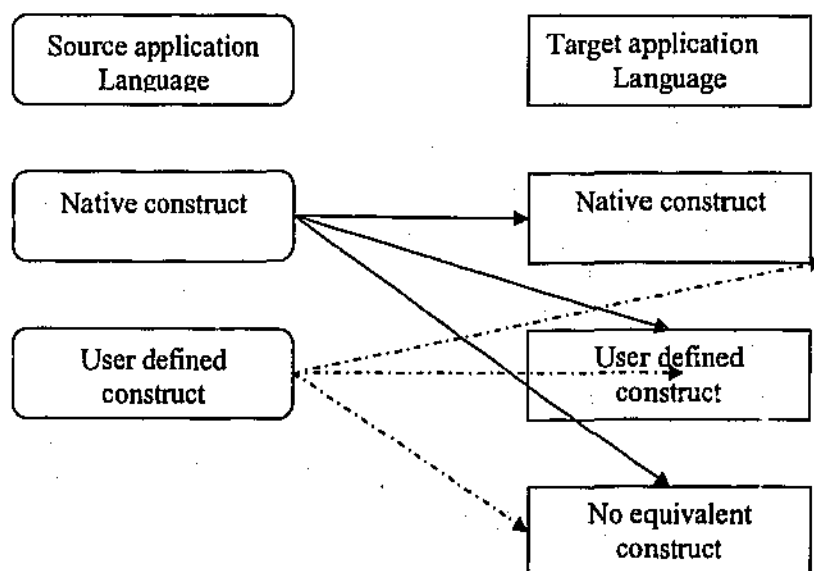 Source application
Language
Target application
Language
Native construct
Native construct
User defined
construct
User defined
construct
No equivalent
construct